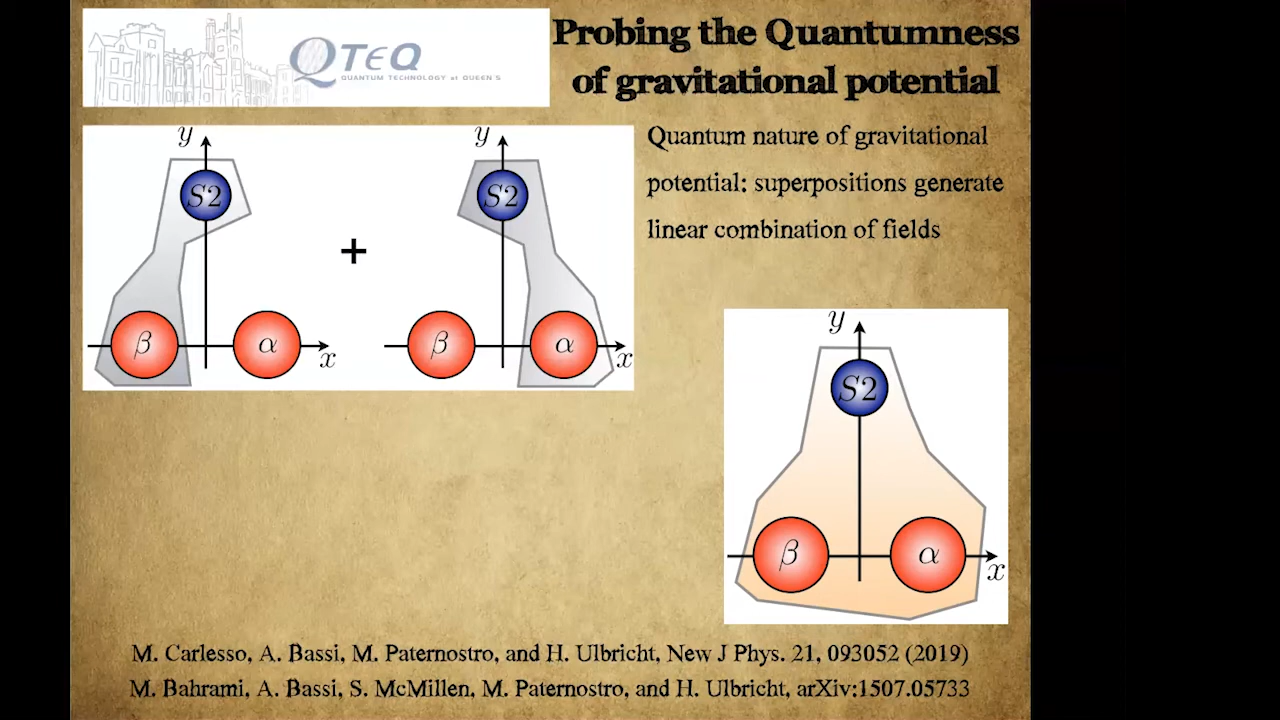 QTEQ
QUANTUM TECHNOLOGY at QUEEN'S
Probing the Quantumness
of gravitational potential
Quantum nature of gravitational
potential: superpositions generate
linear combination of fields
y
S2
β
α
x
+
y
S2
β
α
x
y
S2
β
α
x
M. Carlesso, A. Bassi, M. Paternostro, and H. Ulbricht, New J Phys. 21, 093052 (2019)
M. Bahrami, A. Bassi, S. McMillen, M. Paternostro, and H. Ulbricht, arXiv:1507.05733